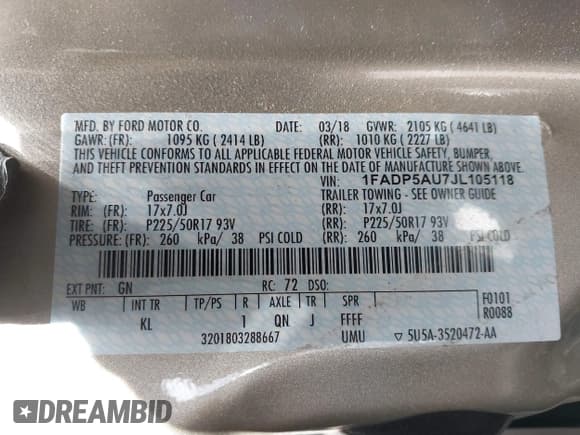 MFD. BY FORD MOTOR CO. DATE: 03/18 GVWR: 2105 KG ( 4641 LB)
GAWR: (FR): 1095 KG ( 2414 LB) (RR): 1010 KG ( 2227 LB)
THIS VEHICLE CONFORMS TO ALL APPLICABLE FEDERAL MOTOR VEHICLE SAFETY, BUMPER,
AND THEFT PREVENTION STANDARDS IN EFFECT ON THE DATE OF MANUFACTURE SHOWN ABOVE.
VIN: 1FADP5AU7JL105118
TYPE: Passenger Car TRAILER TOWING - SEE OWNER GUIDE
RIM: (FR): 17x7.0J (RR): 17x7.0J
TIRE: (FR): P225/50R17 93V (RR): P225/50R17 93V
PRESSURE: (FR): 260 kPa/ 38 PSI COLD (RR): 260 kPa/ 38 PSI COLD
EXT PNT: GN RC: 72 DSO:
WB INT TR TP/PS R AXLE TR SPR F0101
KL 1 QN J FFFF R0088
3201803288667 UMU ▽ 5U5A-3520472-AA
DREAMBID